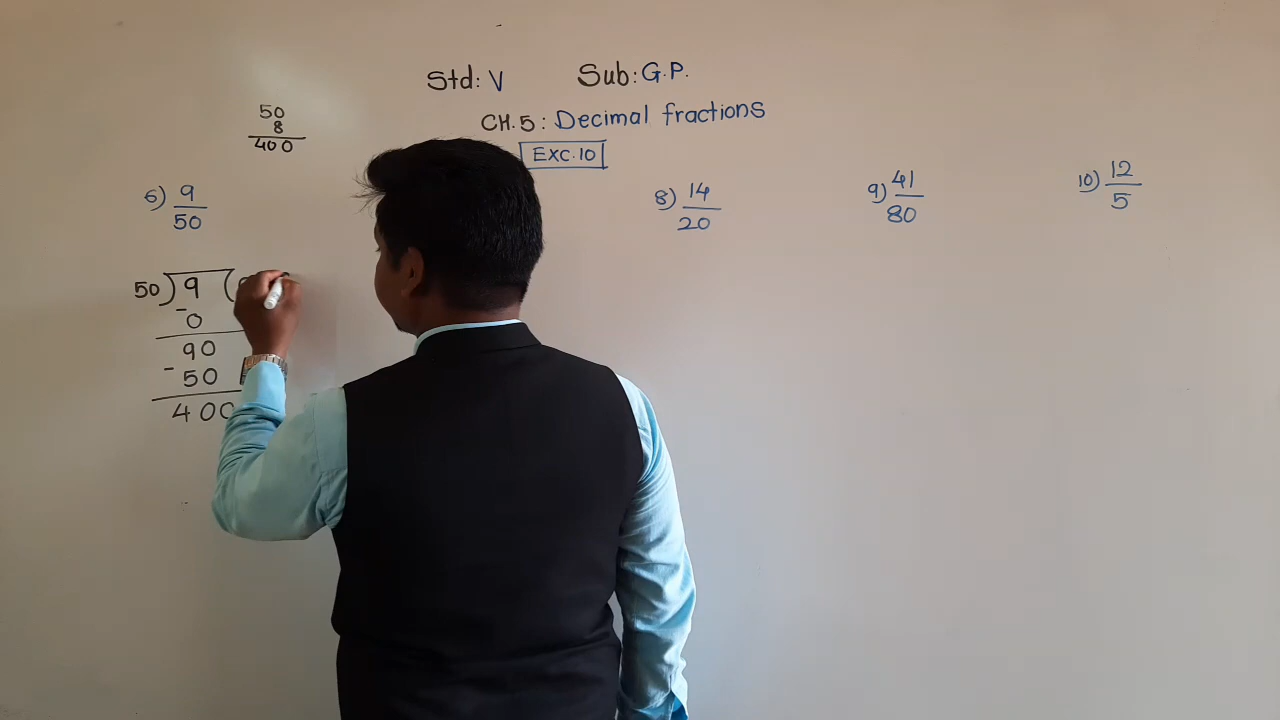 Std: V Sub: G.P.
CH.5: Decimal fractions
Exc.10
50
8
400
6) 9/50
8) 14/20
9) 41/80
10) 12/5
50) 9 (
- 0
90
- 50
400